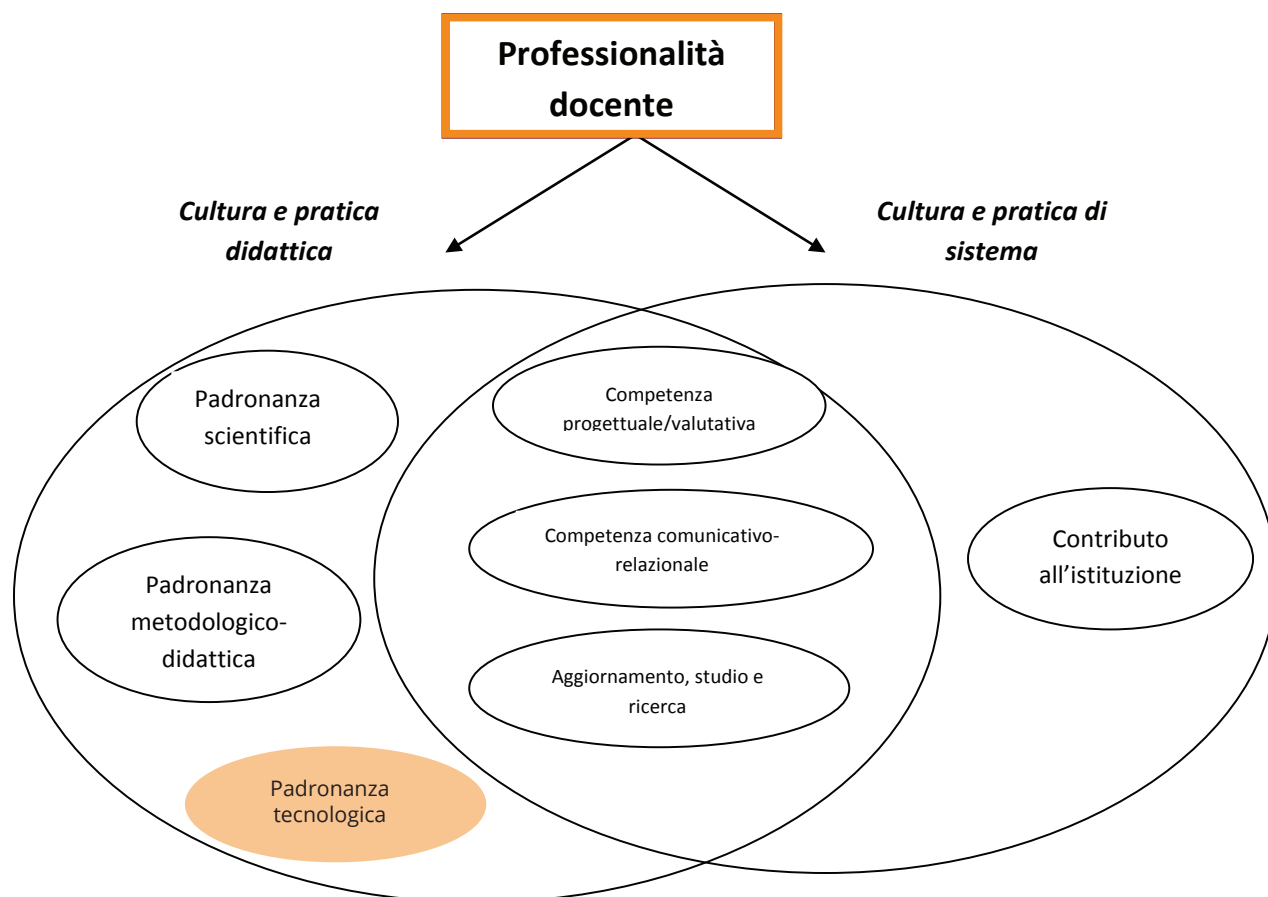 Professionalità
docente
Cultura e pratica
didattica
Cultura e pratica di
sistema
Padronanza
scientifica
Competenza
progettuale/valutativa
Competenza comunicativo-
relazionale
Contributo
all’istituzione
Padronanza
metodologico-
didattica
Aggiornamento, studio e
ricerca
Padronanza
tecnologica